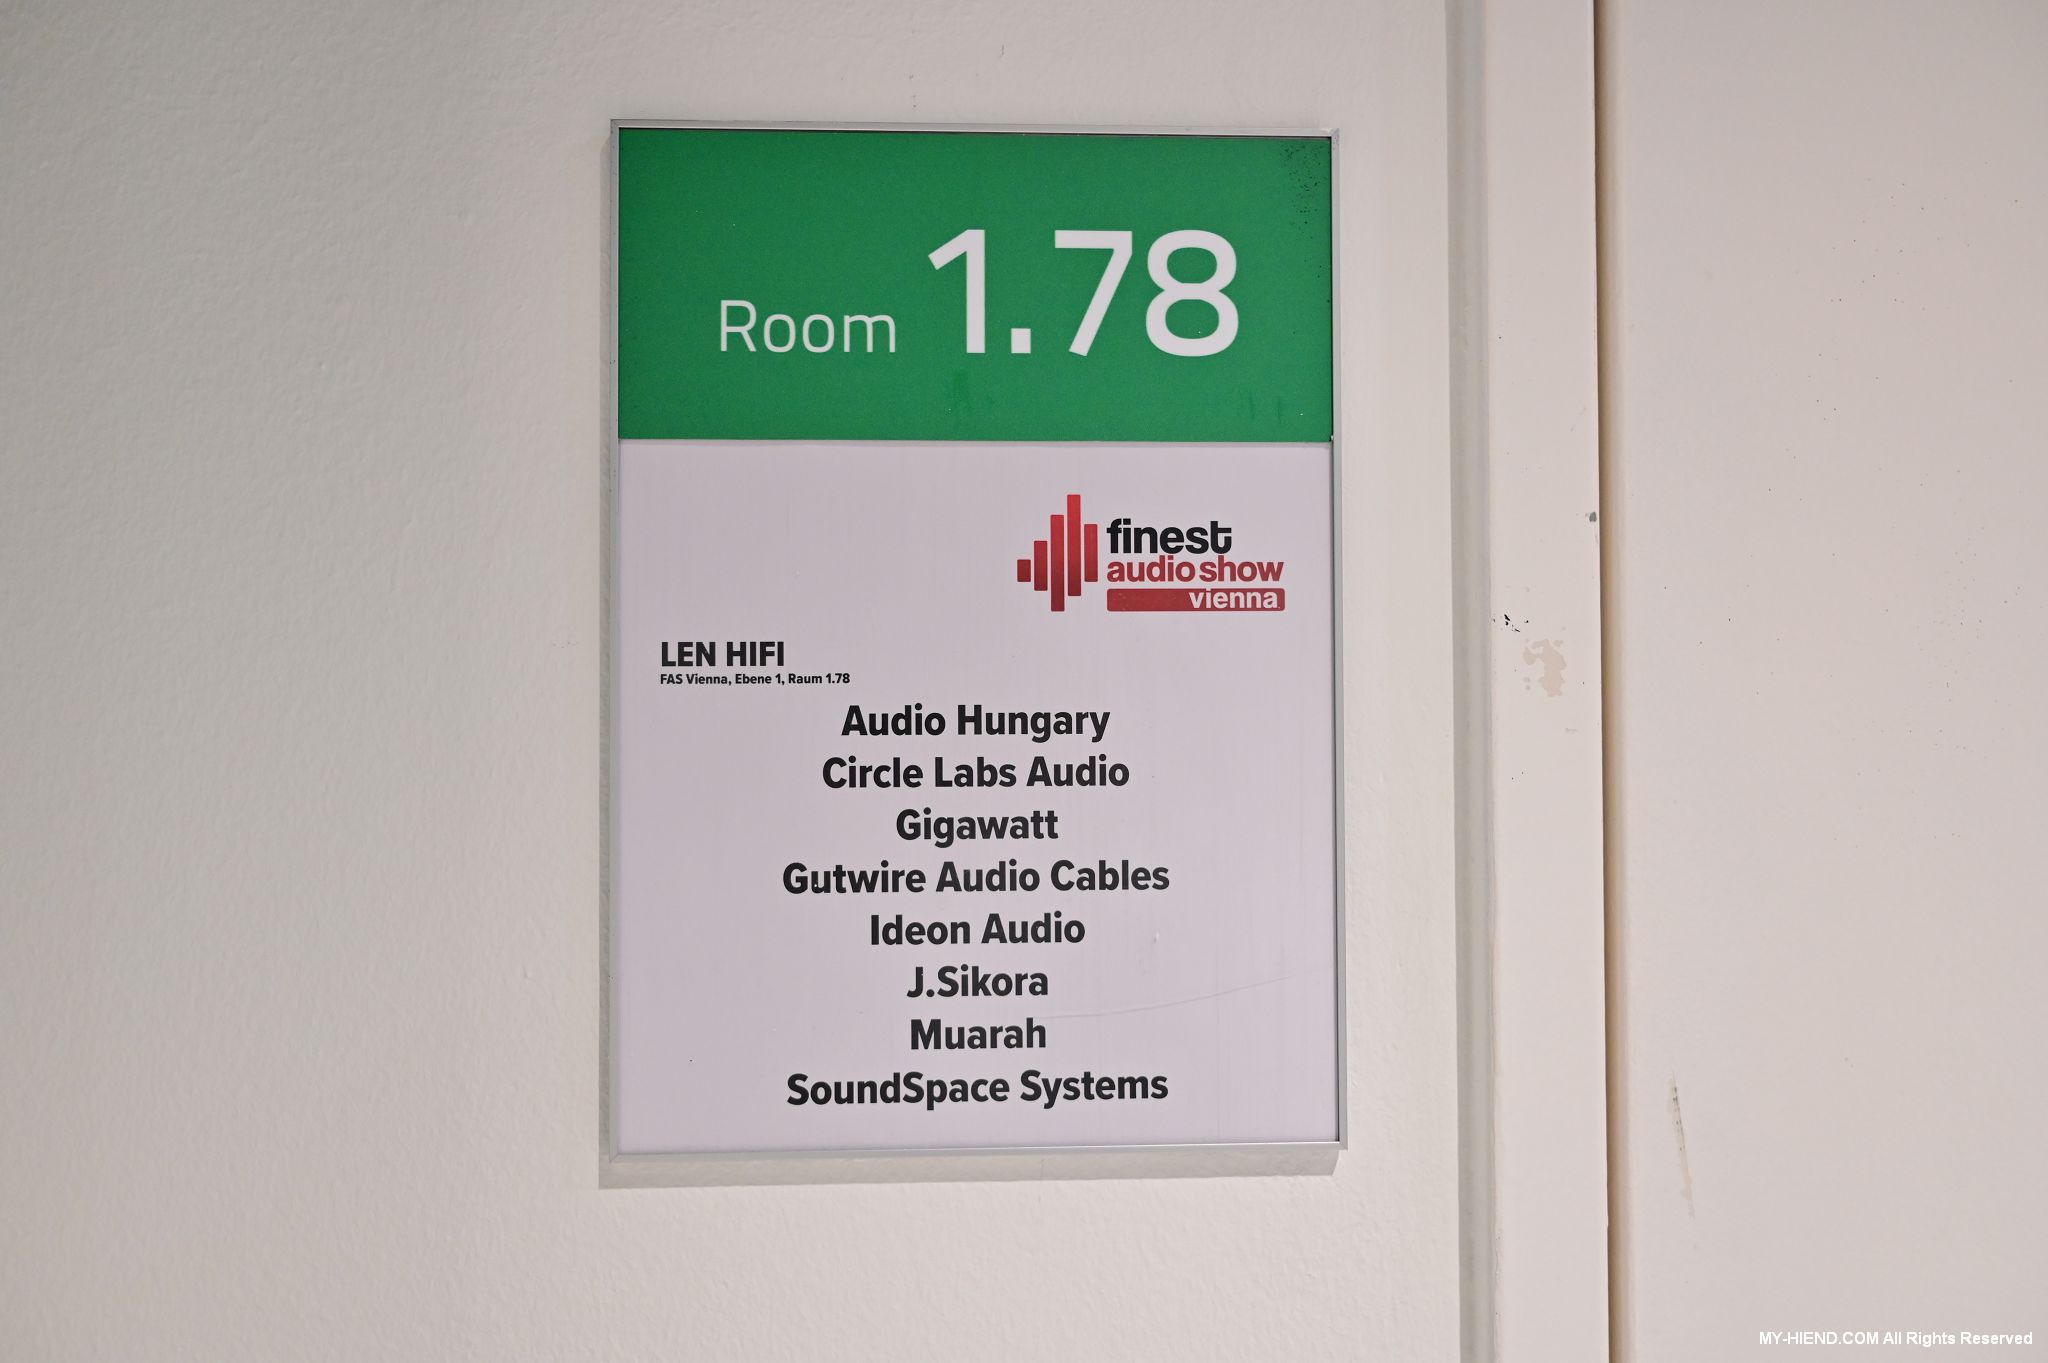 Room 1.78
finest
audio show
vienna
LEN HIFI
FAS Vienna, Ebene 1, Raum 1.78
Audio Hungary
Circle Labs Audio
Gigawatt
Gutwire Audio Cables
Ideon Audio
J.Sikora
Muarah
SoundSpace Systems
MY-HIEND.COM All Rights Reserved